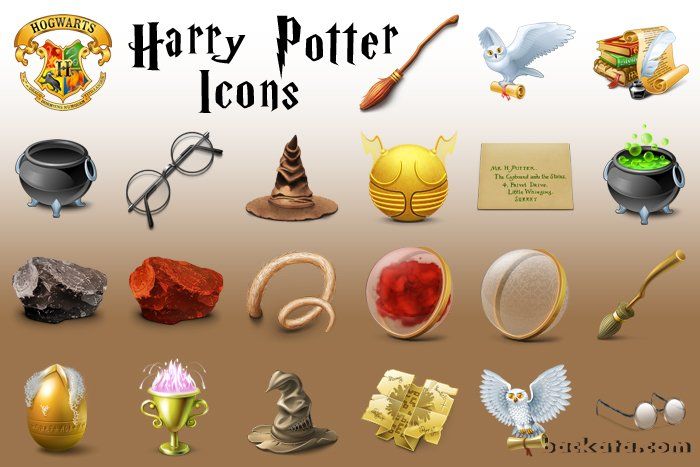 HOGWARTS
H
Harry Potter
Icons
MR H. POTTER,
The Cupboard under the Stairs,
4, Privet Drive,
Little Whinging,
SURREY
backata.com